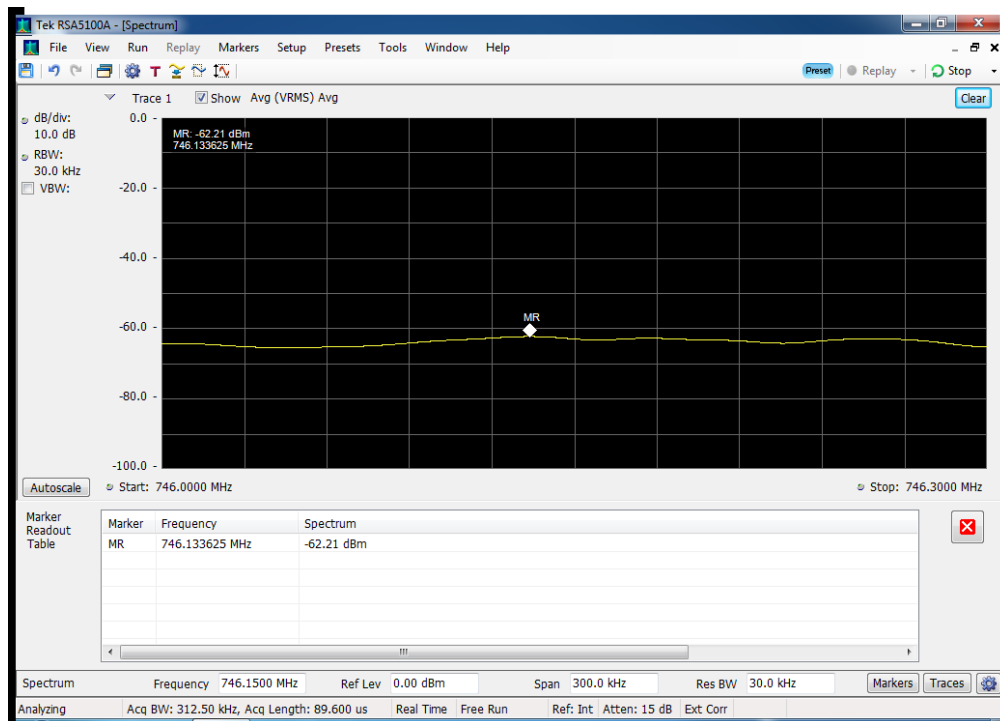 Tek RSA5100A - [Spectrum]
File View Run Replay Markers Setup Presets Tools Window Help
T Preset Replay Stop
Trace 1 Show Avg (VRMS) Avg Clear
dB/div:
10.0 dB
RBW:
30.0 kHz
VBW:
0.0
MR: -62.21 dBm
746.133625 MHz
-20.0
-40.0
MR
-60.0
-80.0
-100.0
Autoscale Start: 746.0000 MHz Stop: 746.3000 MHz
Marker
Readout
Table
Marker Frequency Spectrum
MR 746.133625 MHz -62.21 dBm
Spectrum Frequency 746.1500 MHz Ref Lev 0.00 dBm Span 300.0 kHz Res BW 30.0 kHz Markers Traces
Analyzing Acq BW: 312.50 kHz, Acq Length: 89.600 us Real Time Free Run Ref: Int Atten: 15 dB Ext Corr